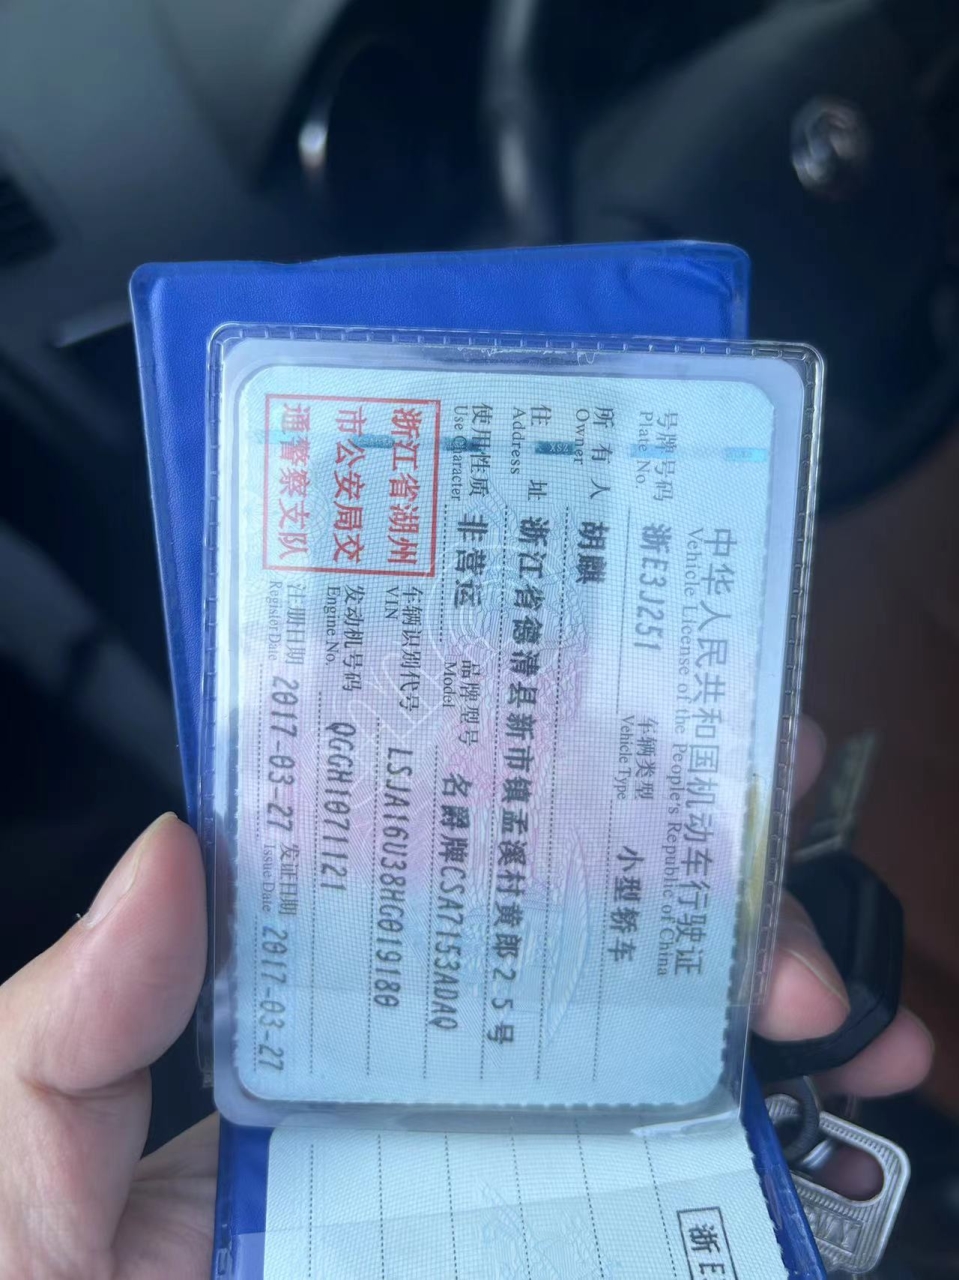 中华人民共和国机动车行驶证
Vehicle License of the People's Republic of China
号牌号码 浙E3J251 车辆类型 小型轿车
Plate No. Vehicle Type
所有人 胡麒
Owner
住址 浙江省德清县新市镇孟溪村黄郎25号
Address
使用性质 非营运 品牌型号 名爵牌CSA7153ADAQ
Use Character Model
浙江省湖州
市公安局交
通警察支队
车辆识别代号 LSJA16U38HG019180
VIN
发动机号码 QGGH1071121
Engine No.
注册日期 2017-03-27 发证日期 2017-03-27
Register Date Issue Date
浙E